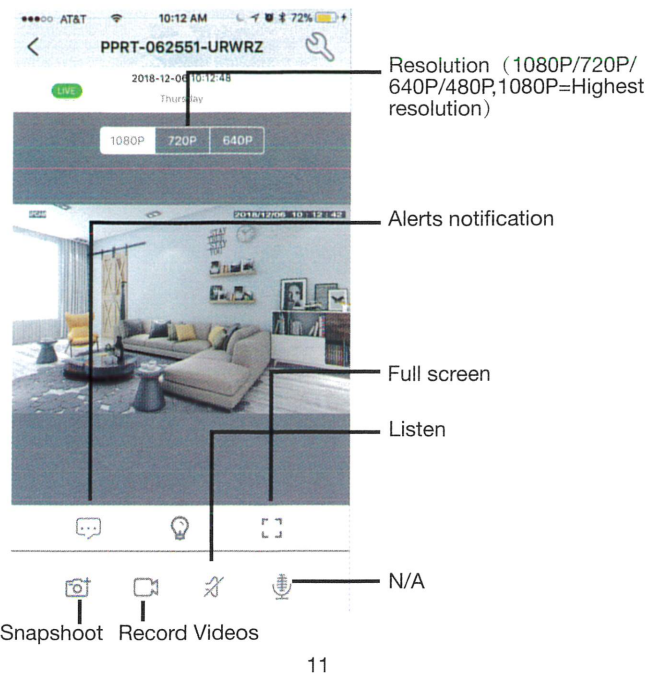 AT&T 10:12 AM 72%
PPRT-062551-URWRZ
2018-12-06 10:12:48
LIVE
Thursday
Resolution（1080P/720P/
640P/480P,1080P=Highest
resolution）
1080P 720P 640P
2018/12/06 10:12:42
STAY
YOU
Alerts notification
Full screen
Listen
N/A
Snapshoot Record Videos
11